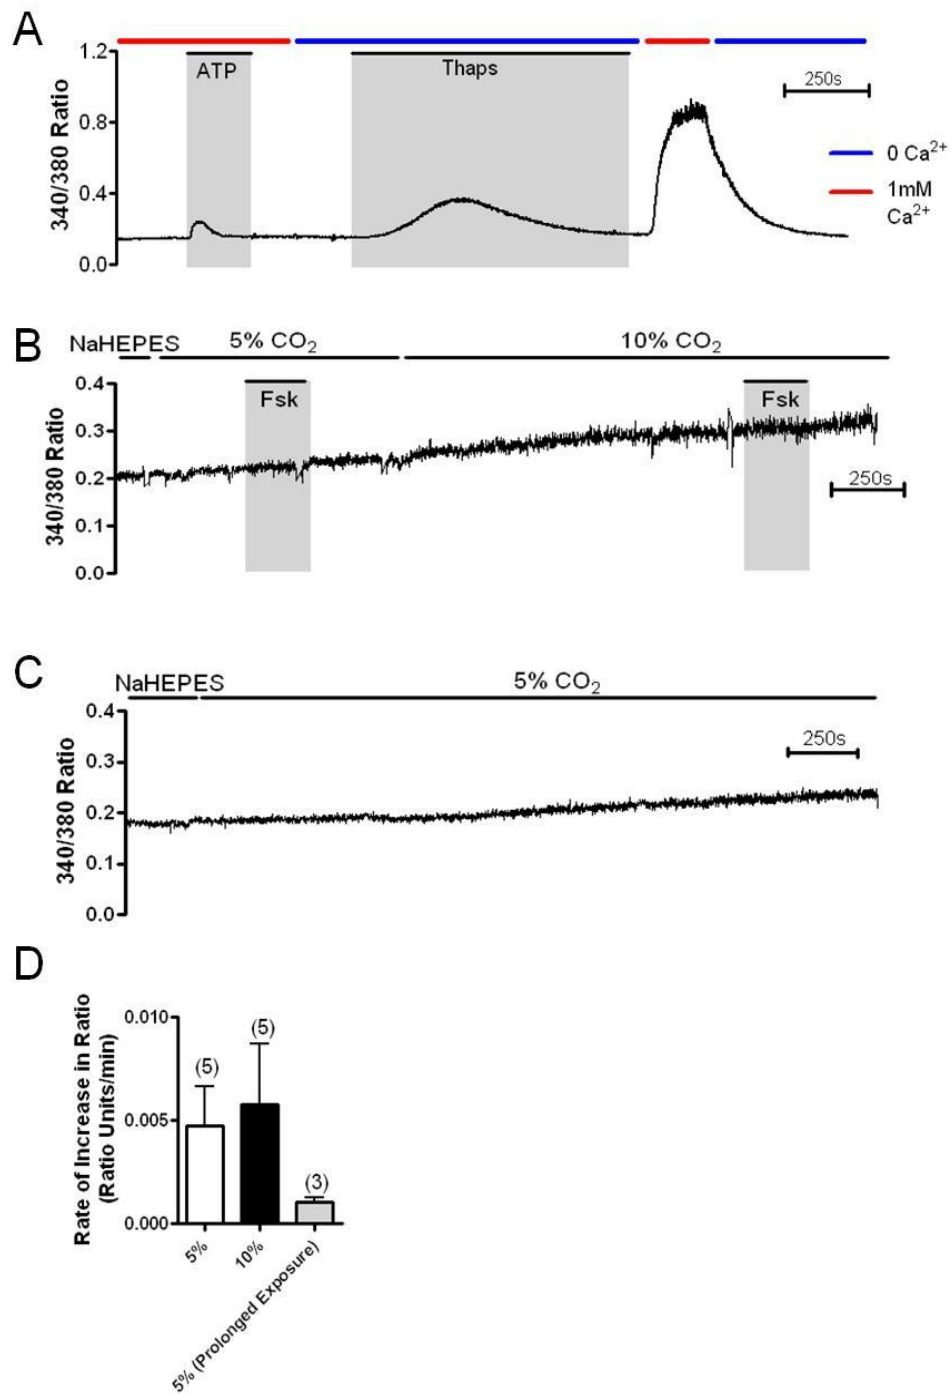 A
1.2
ATP
Thaps
250s
0.8
0 Ca²⁺
340/380 Ratio
0.4
1mM
Ca²⁺
0.0
B
NaHEPES
5% CO₂
10% CO₂
0.4
Fsk
Fsk
0.3
340/380 Ratio
0.2
250s
0.1
0.0
C
NaHEPES
5% CO₂
0.4
250s
0.3
340/380 Ratio
0.2
0.1
0.0
D
Rate of Increase in Ratio
(Ratio Units/min)
0.010
(5)
(5)
0.005
(3)
0.000
5%
10%
5% (Prolonged Exposure)